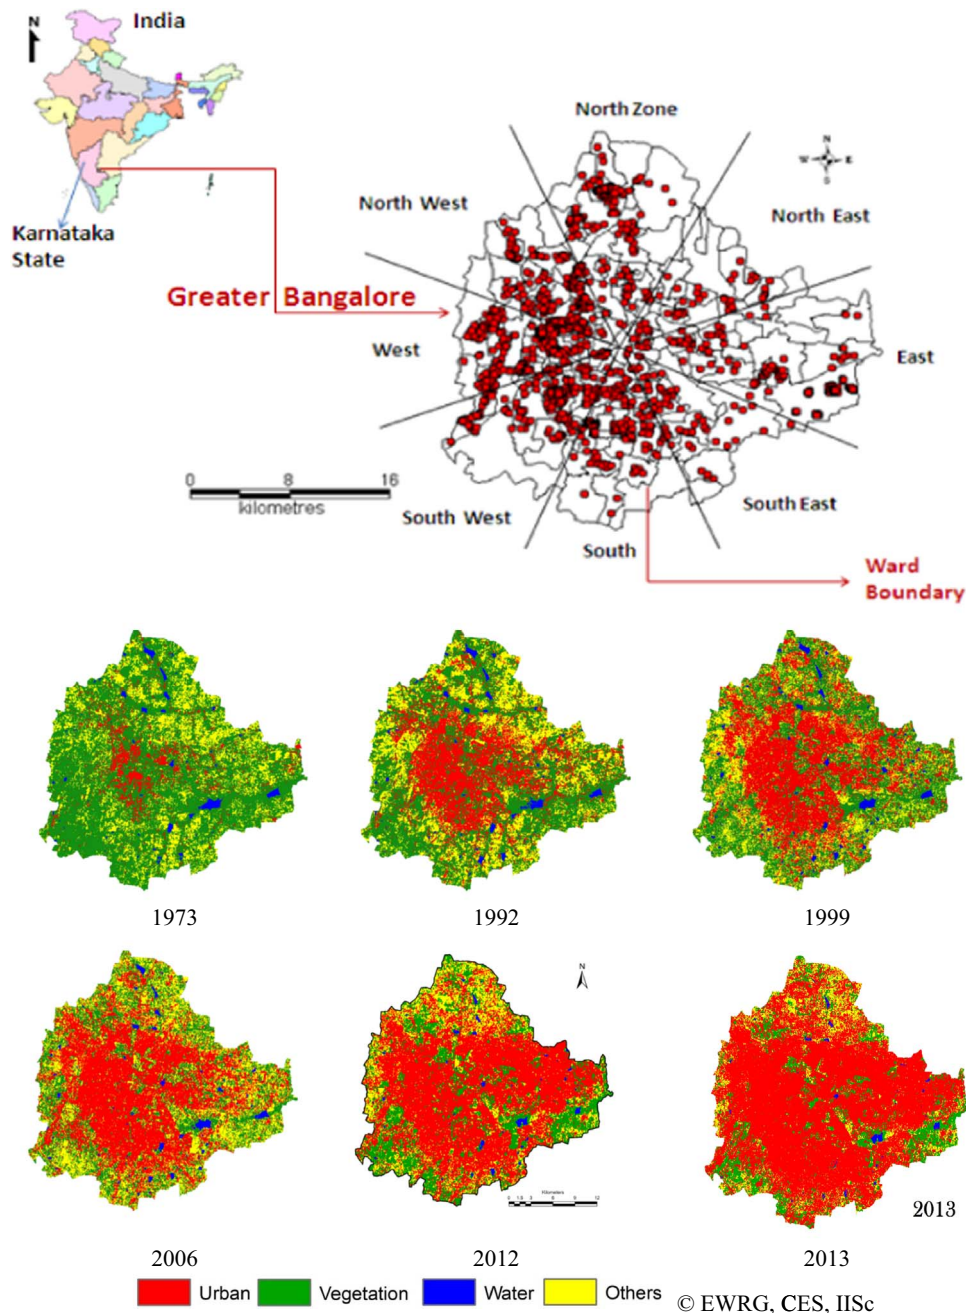 N
India
Karnataka
State
North Zone
N
W E
S
North West
North East
Greater Bangalore
West
East
0 8 16
kilometres
South West
South East
South
Ward
Boundary
1973
1992
1999
N
2013
Kilometers
2006
2012
2013
Urban
Vegetation
Water
Others
© EWRG, CES, IISc